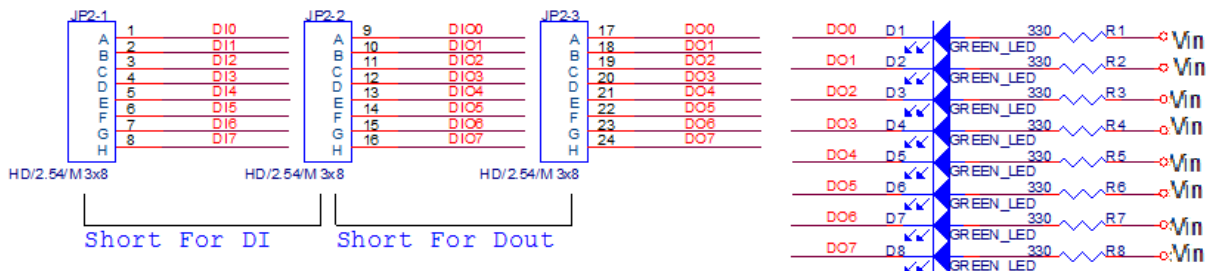 JP2-1 JP2-2 JP2-3
A 1 DI0
B 2 DI1
C 3 DI2
D 4 DI3
E 5 DI4
F 6 DI5
G 7 DI6
H 8 DI7
HD/2.54/M 3x8
A 9 DIO0
B 10 DIO1
C 11 DIO2
D 12 DIO3
E 13 DIO4
F 14 DIO5
G 15 DIO6
H 16 DIO7
HD/2.54/M 3x8
A 17 DO0
B 18 DO1
C 19 DO2
D 20 DO3
E 21 DO4
F 22 DO5
G 23 DO6
H 24 DO7
HD/2.54/M 3x8
Short For DI Short For Dout
DO0 D1 330 R1 Vin
GREEN_LED
DO1 D2 330 R2 Vin
GREEN_LED
DO2 D3 330 R3 Vin
GREEN_LED
DO3 D4 330 R4 Vin
GREEN_LED
DO4 D5 330 R5 Vin
GREEN_LED
DO5 D6 330 R6 Vin
GREEN_LED
DO6 D7 330 R7 Vin
GREEN_LED
DO7 D8 330 R8 Vin
GREEN_LED